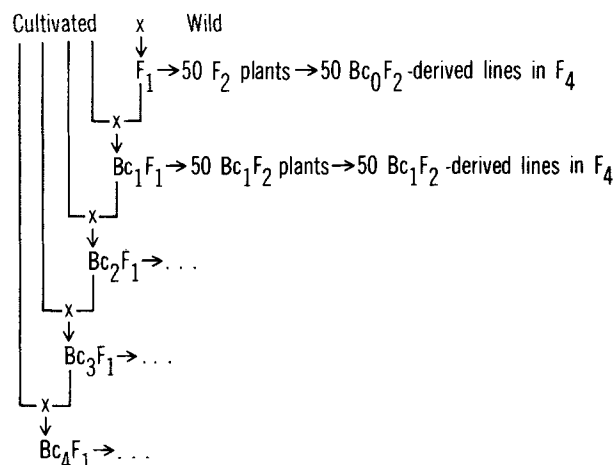 Cultivated x Wild
F₁ → 50 F₂ plants → 50 Bc₀F₂ -derived lines in F₄
x
Bc₁F₁ → 50 Bc₁F₂ plants → 50 Bc₁F₂ -derived lines in F₄
x
Bc₂F₁ → . . .
x
Bc₃F₁ → . . .
x
Bc₄F₁ → . . .